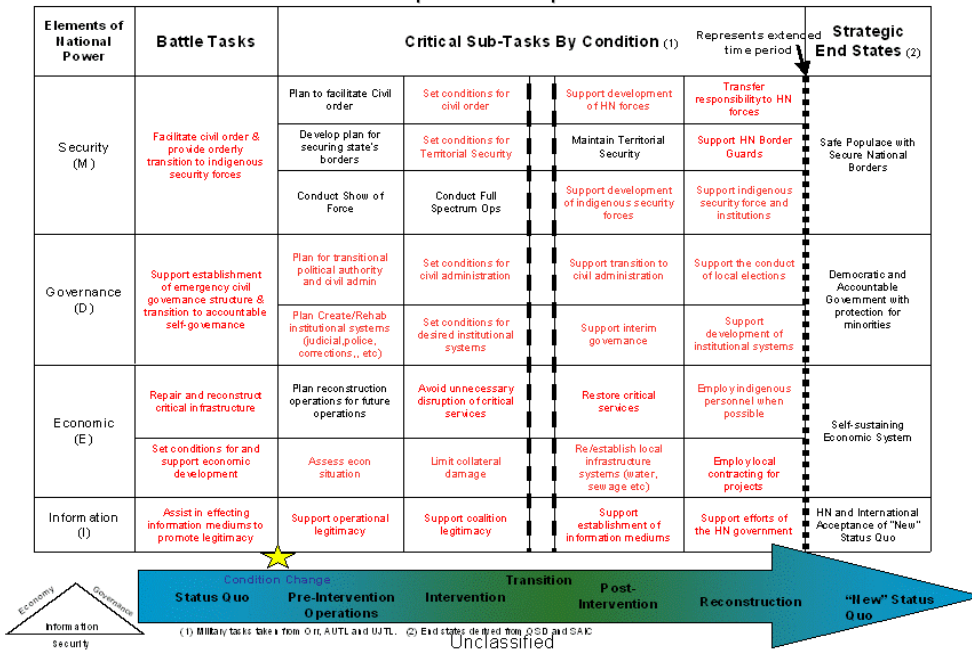 Elements of
National
Power
Battle Tasks
Critical Sub-Tasks By Condition (1)
Represents extended
time period
Strategic
End States (2)
Security
(M)
Facilitate civil order &
provide orderly
transition to indigenous
security forces
Plan to facilitate Civil
order
Set conditions for
civil order
Support development
of HN forces
Transfer
responsibility to HN
forces
Develop plan for
securing state's
borders
Set conditions for
Territorial Security
Maintain Territorial
Security
Support HN Border
Guards
Conduct Show of
Force
Conduct Full
Spectrum Ops
Support development
of indigenous security
forces
Support indigenous
security force and
institutions
Safe Populace with
Secure National
Borders
Governance
(D)
Support establishment
of emergency civil
governance structure &
transition to accountable
self-governance
Plan for transitional
political authority
and civil admin
Set conditions for
civil administration
Support transition to
civil administration
Support the conduct
of local elections
Plan Create/Rehab
institutional systems
(judicial,police,
corrections,, etc)
Set conditions for
desired institutional
systems
Support interim
governance
Support
development of
institutional systems
Democratic and
Accountable
Government with
protection for
minorities
Economic
(E)
Repair and reconstruct
critical infrastructure
Plan reconstruction
operations for future
operations
Avoid unnecessary
disruption of critical
services
Restore critical
services
Employ indigenous
personnel when
possible
Set conditions for and
support economic
development
Assess econ
situation
Limit collateral
damage
Re/establish local
infrastructure
systems (water,
sewage etc)
Employ local
contracting for
projects
Self-sustaining
Economic System
Information
(I)
Assist in effecting
information mediums to
promote legitimacy
Support operational
legitimacy
Support coalition
legitimacy
Support
establishment of
information mediums
Support efforts of
the HN government
HN and International
Acceptance of "New"
Status Quo
Condition Change
Transition
Status Quo
Pre-Intervention
Operations
Intervention
Post-
Intervention
Reconstruction
"New" Status
Quo
Economy
Governance
Information
Security
(1) Military tasks taken from Orr, AUTL and UJTL. (2) End states derived from OSD and SAIC
Unclassified